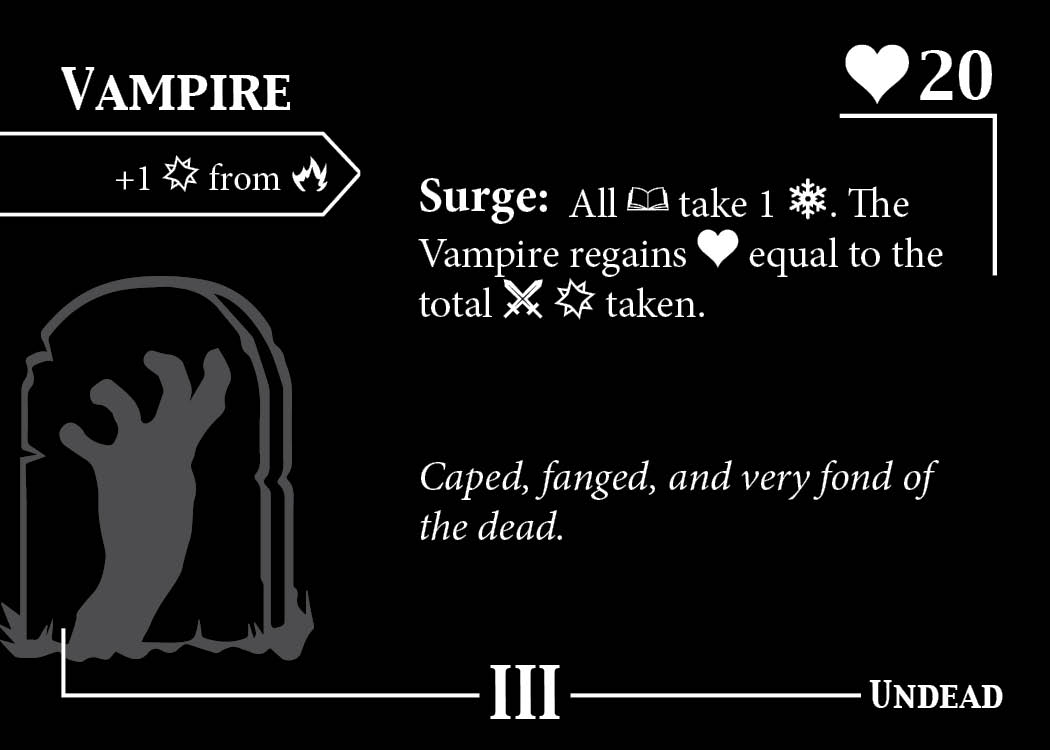 VAMPIRE
20
+1 from
Surge: All take 1 . The
Vampire regains equal to the
total taken.
Caped, fanged, and very fond of
the dead.
III
UNDEAD